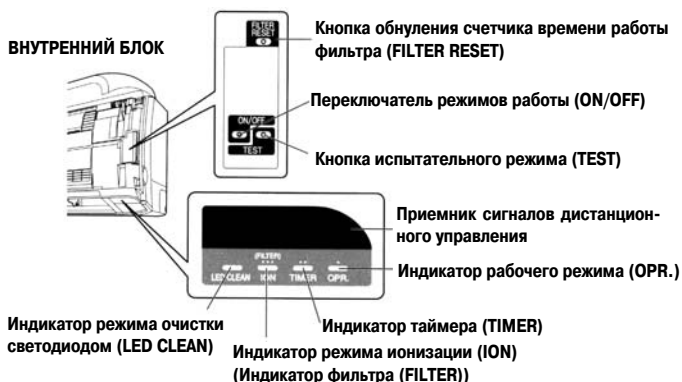 FILTER
RESET
Кнопка обнуления счетчика времени работы
фильтра (FILTER RESET)
ВНУТРЕННИЙ БЛОК
Переключатель режимов работы (ON/OFF)
ON/OFF
TEST
Кнопка испытательного режима (TEST)
Приемник сигналов дистанцион-
ного управления
(FILTER)
LED CLEAN ION TIMER OPR.
Индикатор рабочего режима (OPR.)
Индикатор режима очистки
светодиодом (LED CLEAN)
Индикатор таймера (TIMER)
Индикатор режима ионизации (ION)
(Индикатор фильтра (FILTER))